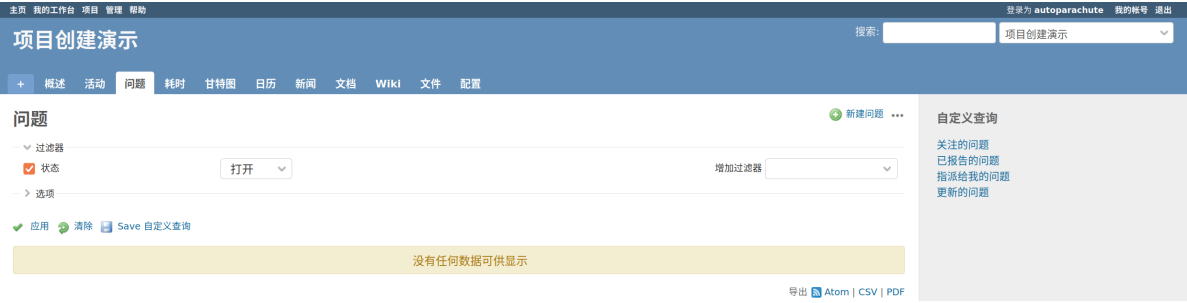 主页 我的工作台 项目 管理 帮助 登录为 autoparachute 我的帐号 退出
项目创建演示 搜索: 项目创建演示
+ 概述 活动 问题 耗时 甘特图 日历 新闻 文档 Wiki 文件 配置
问题 新建问题 •••
过滤器
状态 打开 增加过滤器
选项
应用 清除 Save 自定义查询
没有任何数据可供显示
导出 Atom | CSV | PDF
自定义查询
关注的问题
已报告的问题
指派给我的问题
更新的问题